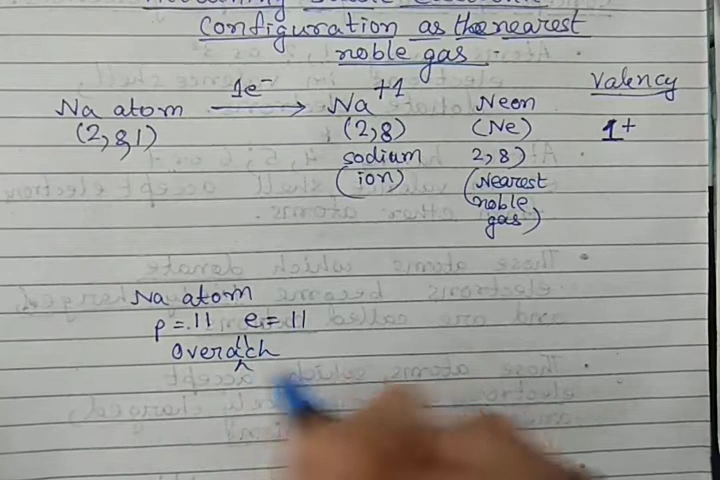 configuration as the nearest
noble gas.
Valency
1e⁻
Na atom → Na +1 Neon
(2,8,1) (2,8) (Ne) 1+
sodium 2,8)
(ion) (Nearest
noble
gas)
Na atom
p = 11 e = 11
Overalch